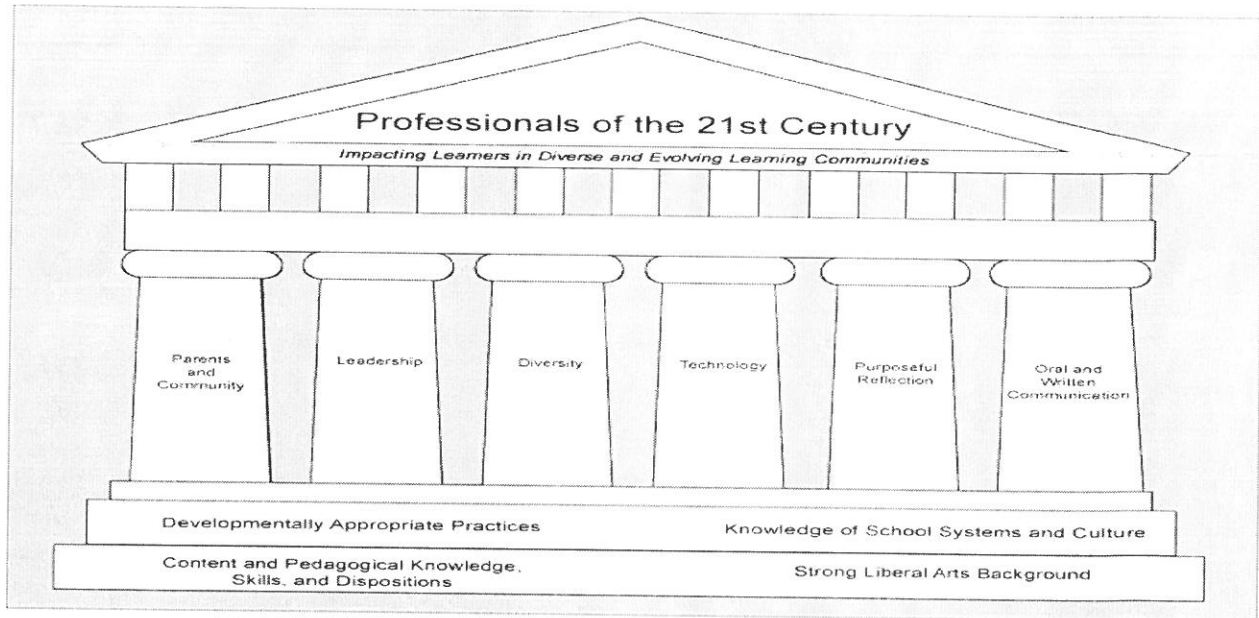 Professionals of the 21st Century
Impacting Learners in Diverse and Evolving Learning Communities
Parents
and
Community
Leadership
Diversity
Technology
Purposeful
Reflection
Oral and
Written
Communication
Developmentally Appropriate Practices
Knowledge of School Systems and Culture
Content and Pedagogical Knowledge,
Skills, and Dispositions
Strong Liberal Arts Background